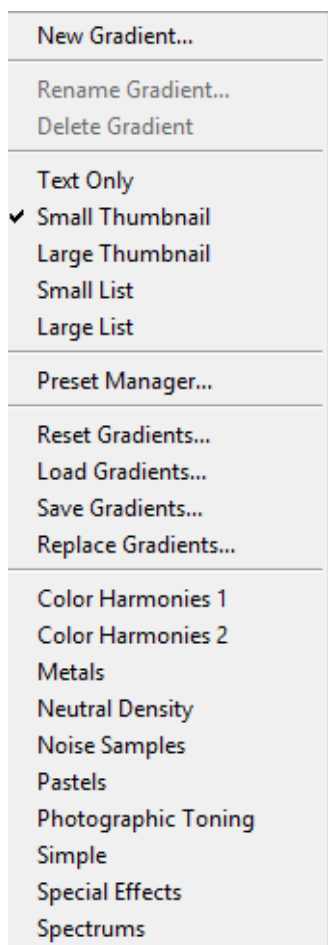 New Gradient...
Rename Gradient...
Delete Gradient
Text Only
Small Thumbnail
Large Thumbnail
Small List
Large List
Preset Manager...
Reset Gradients...
Load Gradients...
Save Gradients...
Replace Gradients...
Color Harmonies 1
Color Harmonies 2
Metals
Neutral Density
Noise Samples
Pastels
Photographic Toning
Simple
Special Effects
Spectrums